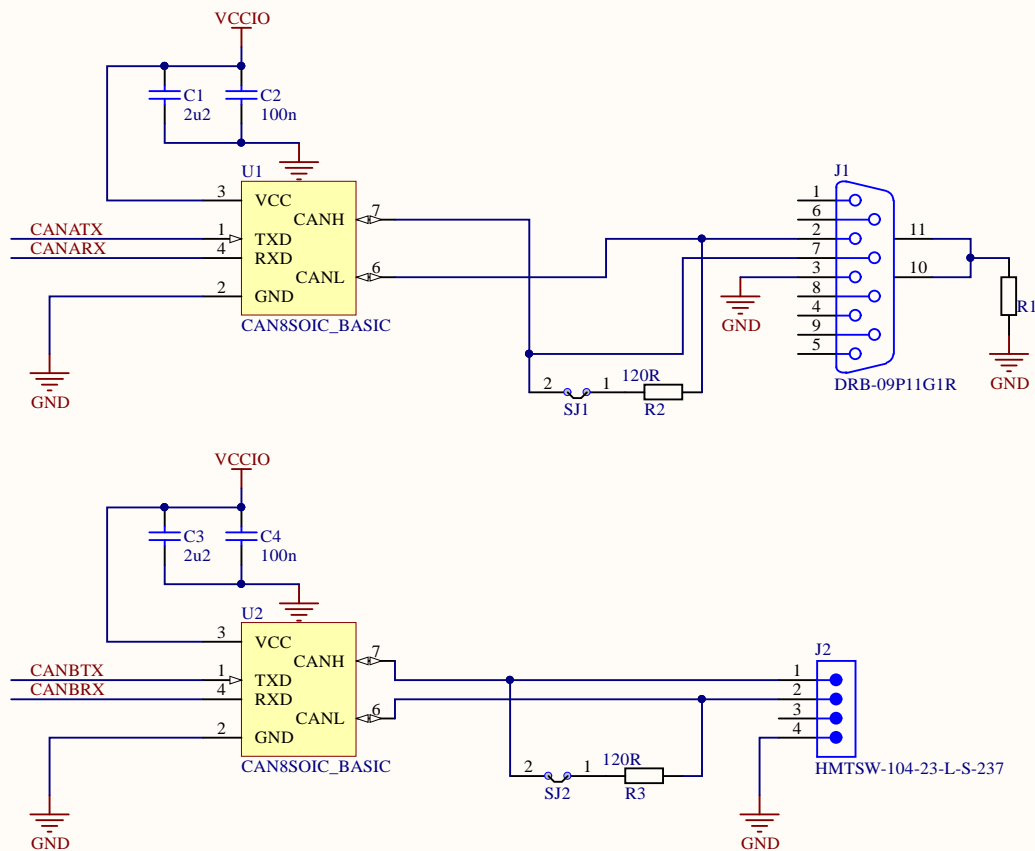 VCCIO
C1
2u2
C2
100n
U1
3
VCC
CANH
7
CANATX
1
TXD
CANARX
4
RXD
CANL
6
2
GND
GND
CAN8SOIC_BASIC
2
SJ1
1
120R
R2
J1
1
6
2
7
3
8
4
9
5
11
10
GND
DRB-09P11G1R
R1
GND
VCCIO
C3
2u2
C4
100n
U2
3
VCC
CANH
7
CANBTX
1
TXD
CANBRX
4
RXD
CANL
6
2
GND
GND
CAN8SOIC_BASIC
2
SJ2
1
120R
R3
J2
1
2
3
4
HMTSW-104-23-L-S-237
GND